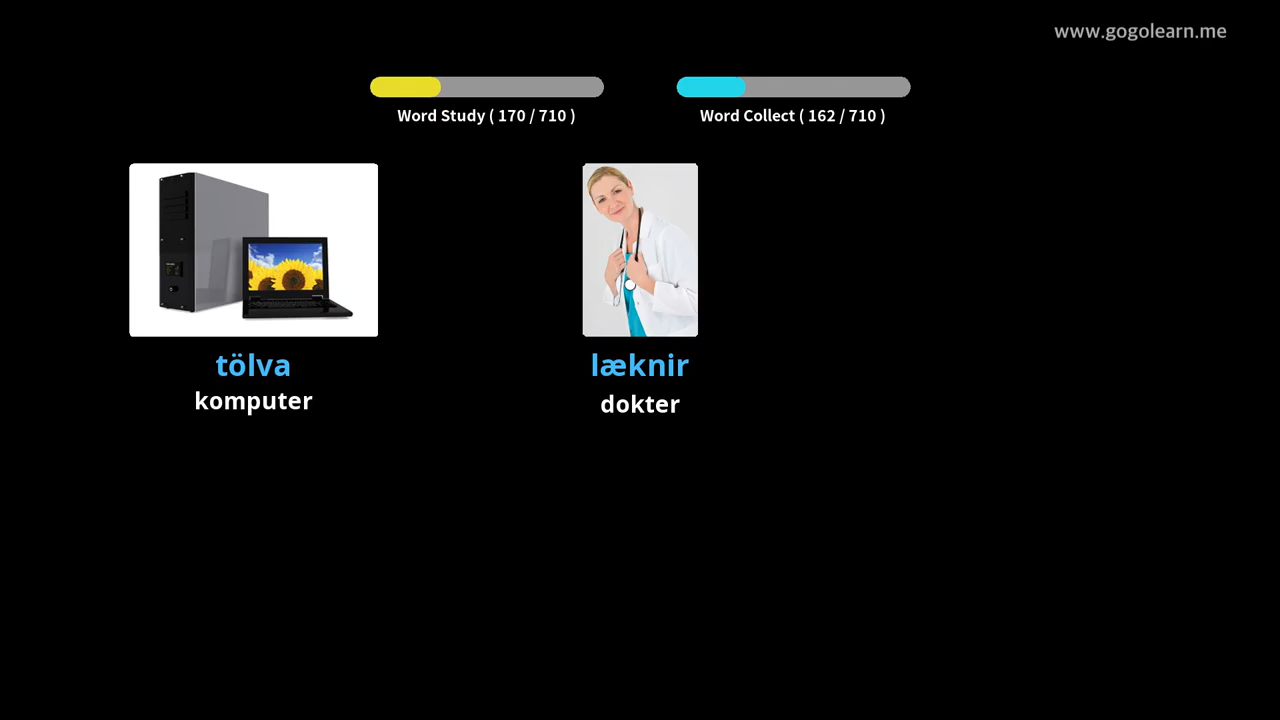 www.gogolearn.me
Word Study ( 170 / 710 )
Word Collect ( 162 / 710 )
tölva
komputer
læknir
dokter